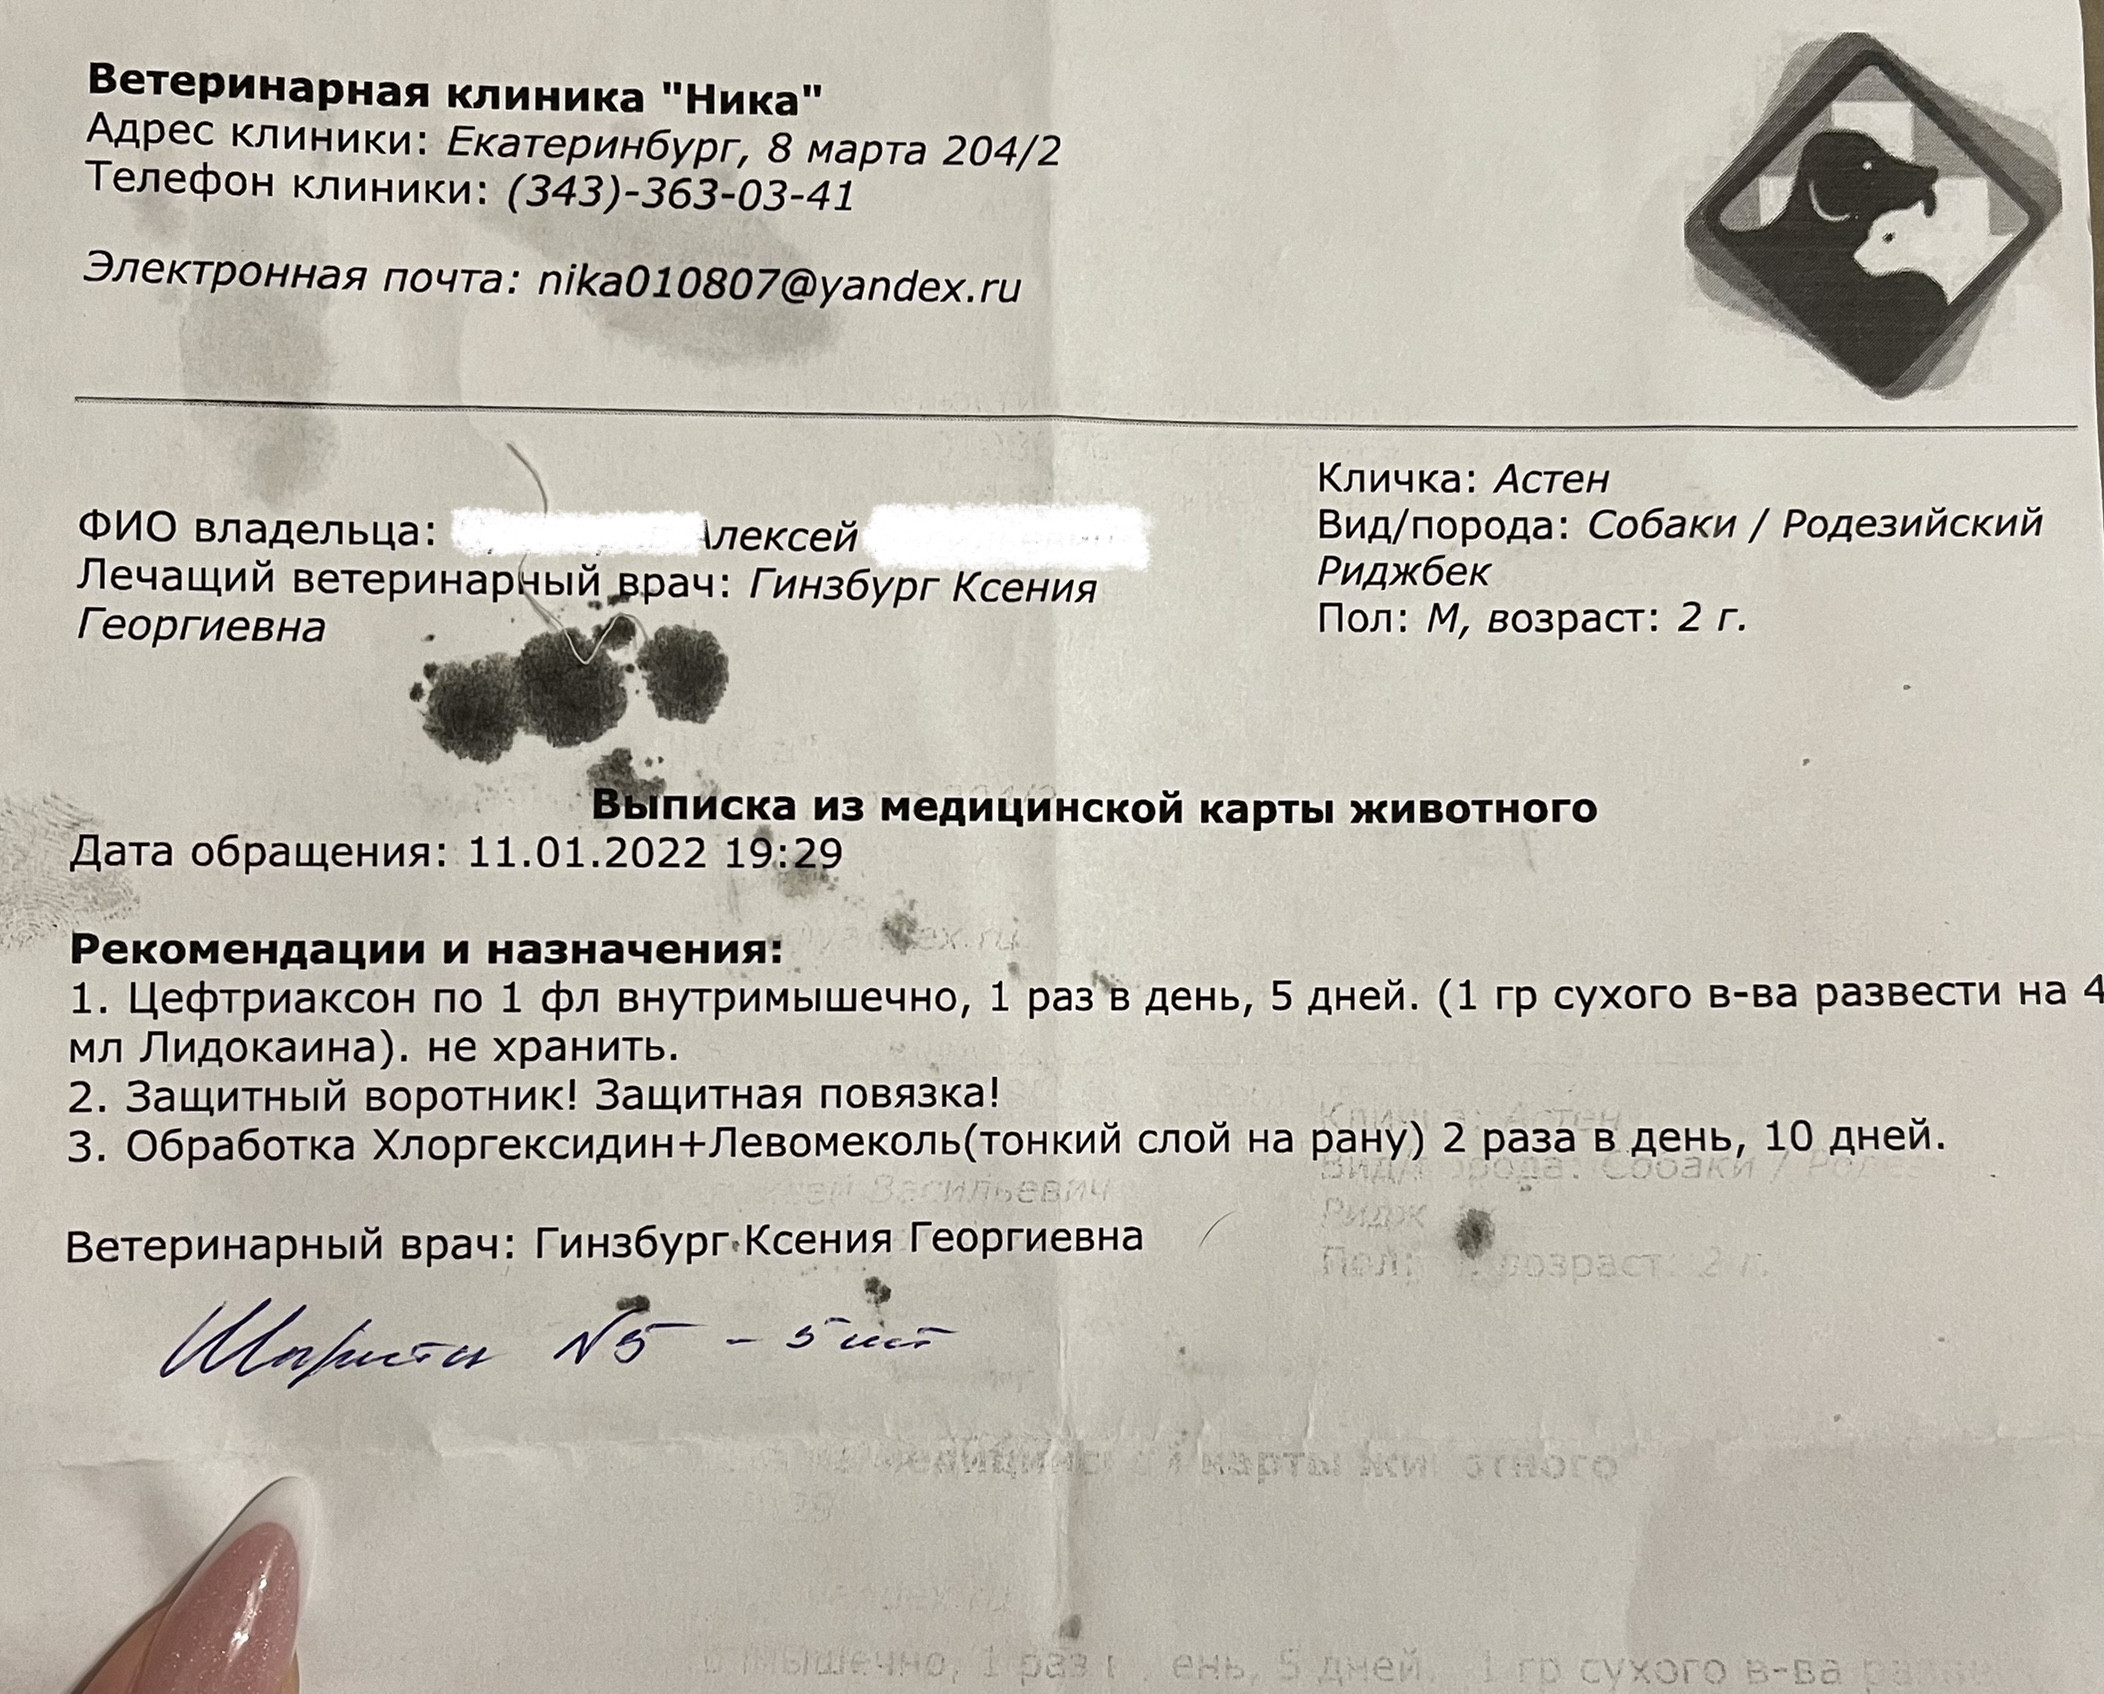 Ветеринарная клиника "Ника"
Адрес клиники: Екатеринбург, 8 марта 204/2
Телефон клиники: (343)-363-03-41
Электронная почта: nika010807@yandex.ru
ФИО владельца: Алексей
Лечащий ветеринарный врач: Гинзбург Ксения
Георгиевна
Кличка: Астен
Вид/порода: Собаки / Родезийский
Риджбек
Пол: М, возраст: 2 г.
Выписка из медицинской карты животного
Дата обращения: 11.01.2022 19:29
Рекомендации и назначения:
1. Цефтриаксон по 1 фл внутримышечно, 1 раз в день, 5 дней. (1 гр сухого в-ва развести на 4
мл Лидокаина). не хранить.
2. Защитный воротник! Защитная повязка!
3. Обработка Хлоргексидин+Левомеколь(тонкий слой на рану) 2 раза в день, 10 дней.
Ветеринарный врач: Гинзбург Ксения Георгиевна
N5 - 5 шт